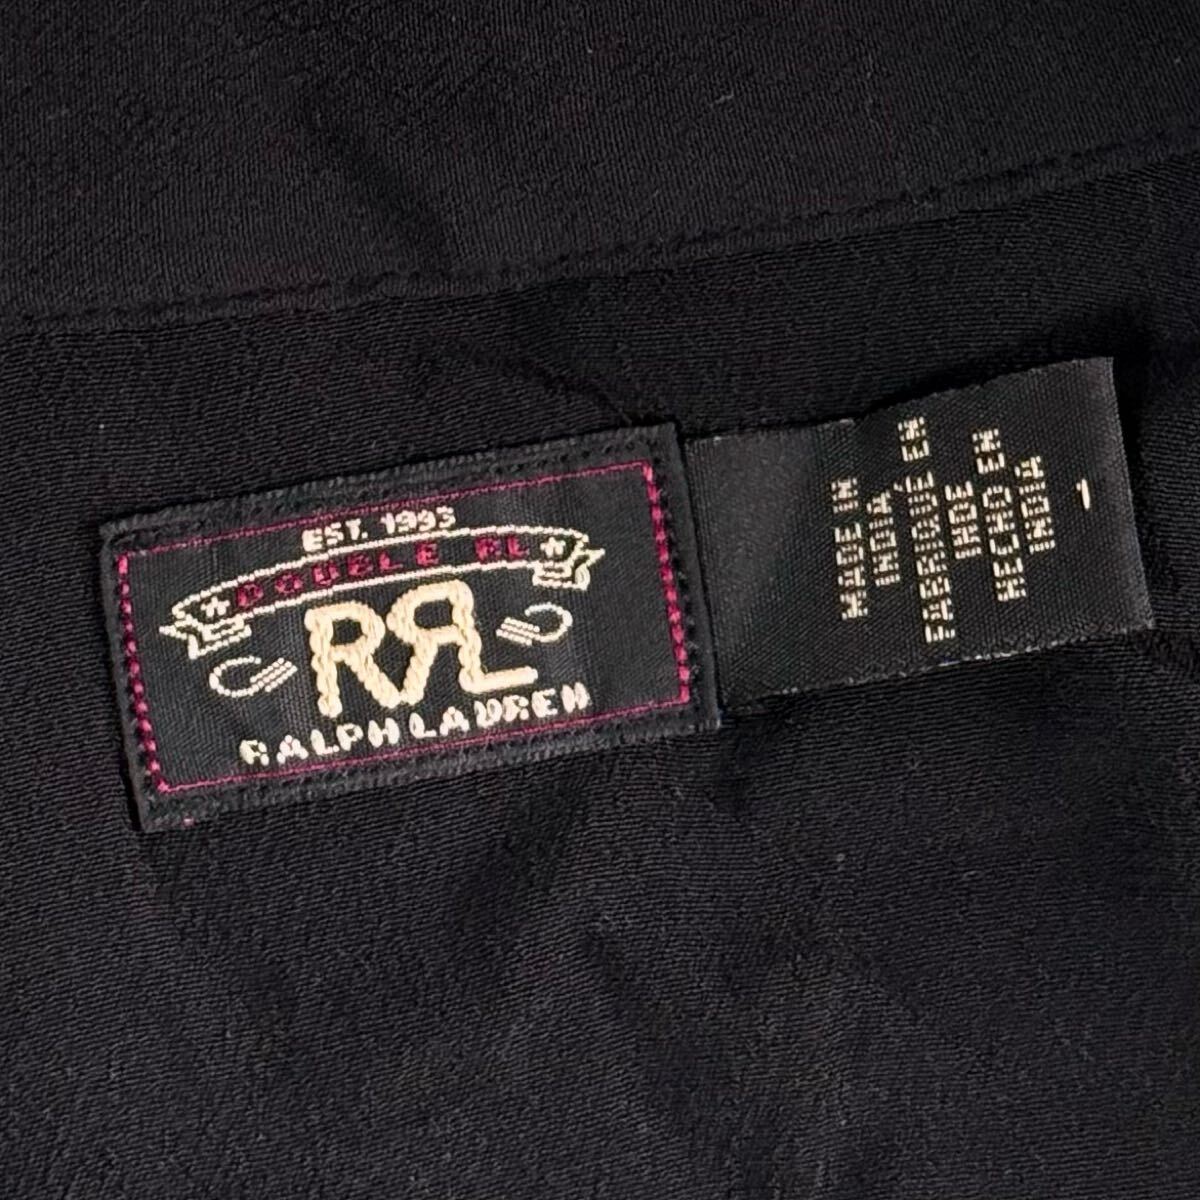 EST. 1993
DOUBLE RL
RRL
RALPH LAUREN
MADE IN
INDIA
FABRIQUÉ EN
INDE
HECHO EN
INDIA
1